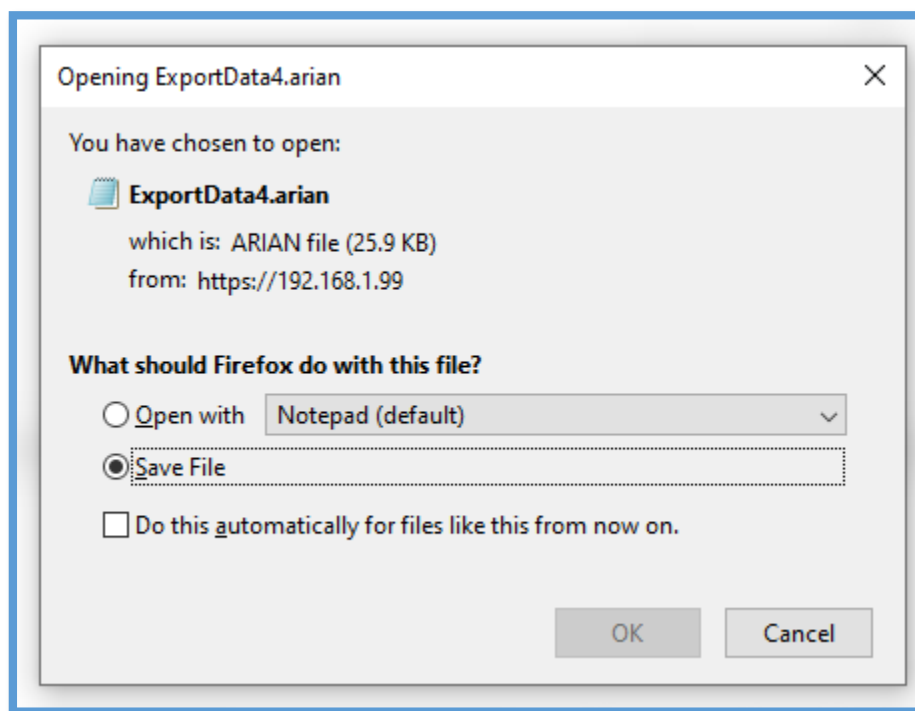 Opening ExportData4.arian
You have chosen to open:
ExportData4.arian
which is: ARIAN file (25.9 KB)
from: https://192.168.1.99
What should Firefox do with this file?
Open with Notepad (default)
Save File
Do this automatically for files like this from now on.
OK Cancel